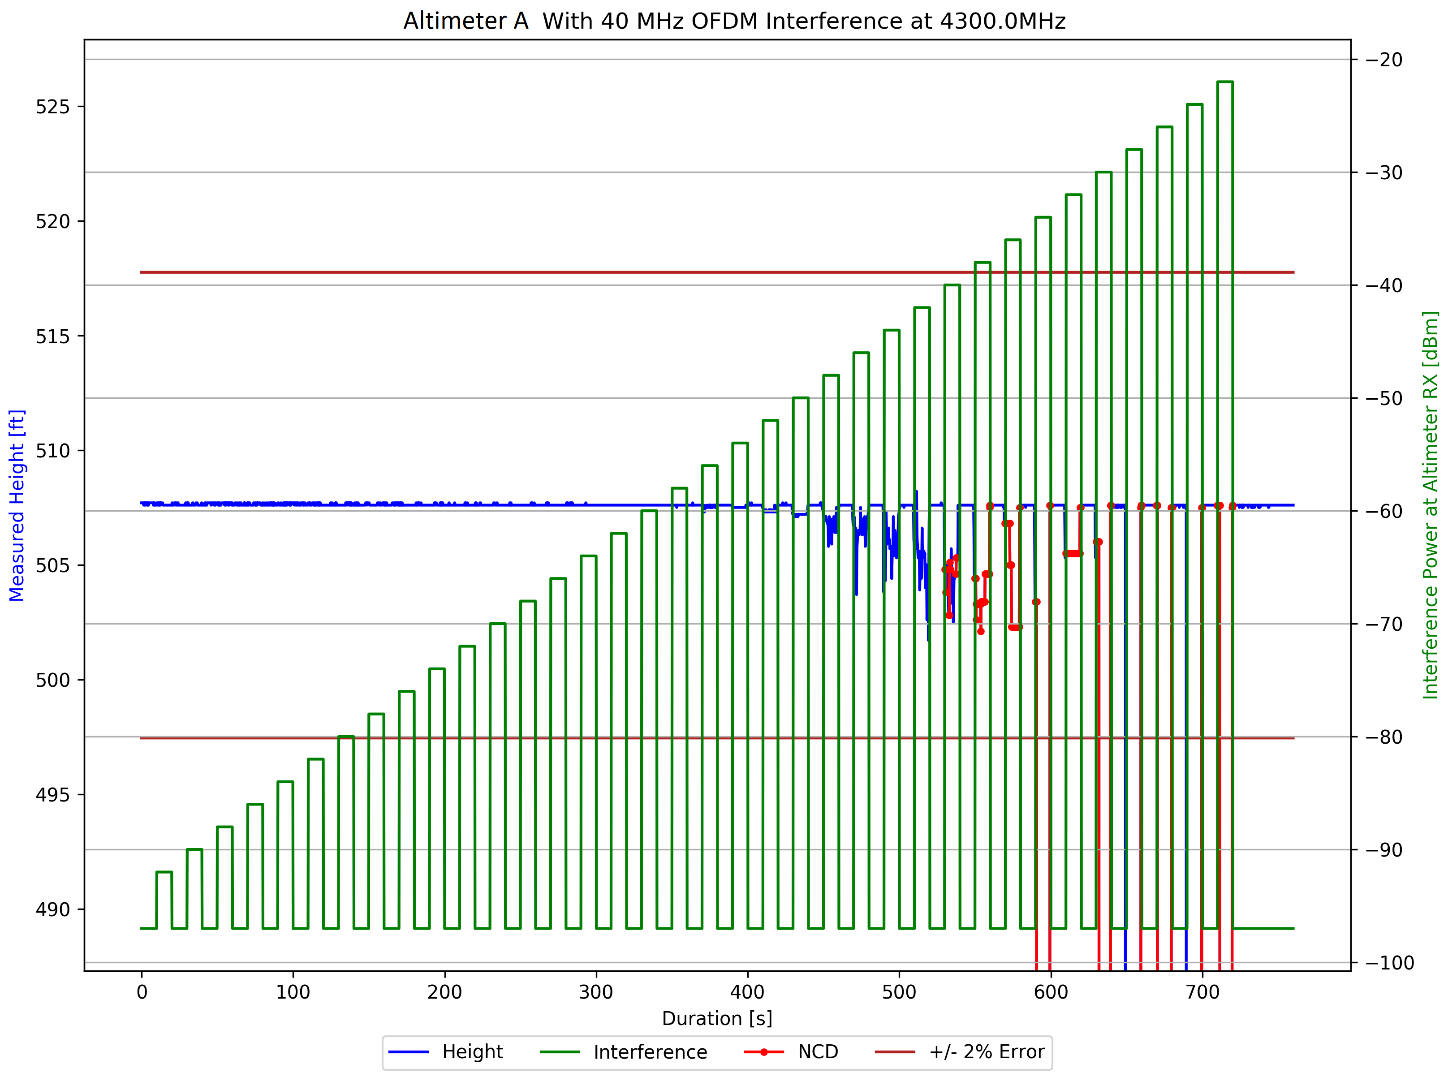 Altimeter A  With 40 MHz OFDM Interference at 4300.0MHz
Measured Height [ft]
525
520
515
510
505
500
495
490
−20
−30
−40
−50
−60
−70
−80
−90
−100
Interference Power at Altimeter RX [dBm]
0 100 200 300 400 500 600 700
Duration [s]
Height Interference NCD +/- 2% Error